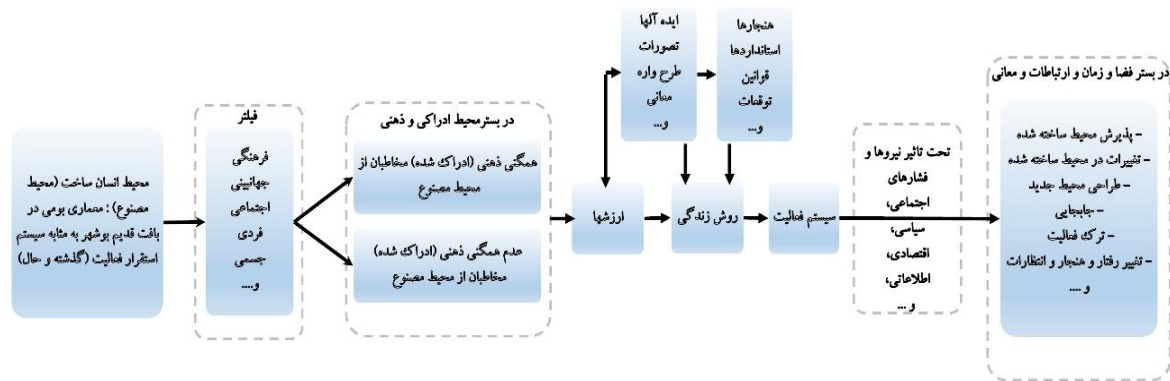 محیط انسان ساخت (محیط
مصنوع) : معماری بومی در
بافت قدیم بوشهر به مثابه سیستم
استقرار فعالیت (گذشته و حال)
فیلتر
فرهنگی
جهانبینی
اجتماعی
فردی
جسمی
و....
در بسترمحیط ادراکی و ذهنی
همگنی ذهنی (ادراک شده) مخاطبان از
محیط مصنوع
عدم همگنی ذهنی (ادراک شده)
مخاطبان از محیط مصنوع
ایده آلها
تصورات
طرح واره
معانی
و...
هنجارها
استانداردها
قوانین
توقعات
و...
ارزشها
روش زندگی
سیستم فعالیت
تحت تاثیر نیروها و
فشارهای
اجتماعی،
سیاسی،
اقتصادی،
اطلاعاتی،
و ...
در بستر فضا و زمان و ارتباطات و معانی
- پذیرش محیط ساخته شده
- تغییرات در محیط ساخته شده
- طراحی محیط جدید
- جابجایی
- ترک فعالیت
- تغییر رفتار و هنجار و انتظارات
و ....